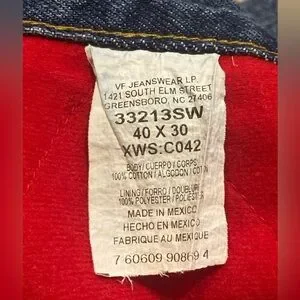 VF JEANSWEAR LP
1421 SOUTH ELM STREET
GREENSBORO, NC 27406
33213SW
40 X 30
XWS:C042
BODY/CUERPO/CORPS
100% COTTON/ALGODON/COTON
LINING/FORRO/DOUBLURE
100% POLYESTER/POLIESTER
MADE IN MEXICO
HECHO EN MEXICO
FABRIQUE AU MEXIQUE
7 60609 90869 4